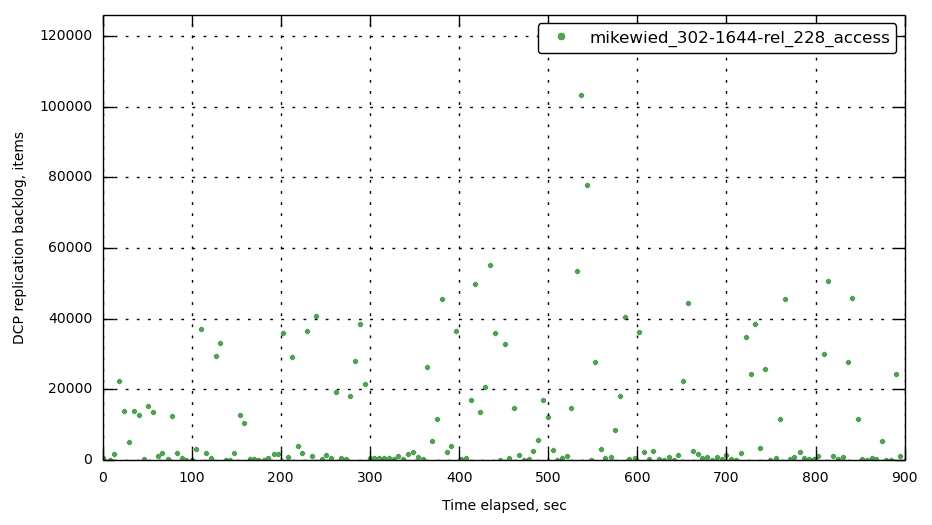 mikewied_302-1644-rel_228_access
120000
100000
80000
60000
40000
20000
0
DCP replication backlog, items
0 100 200 300 400 500 600 700 800 900
Time elapsed, sec